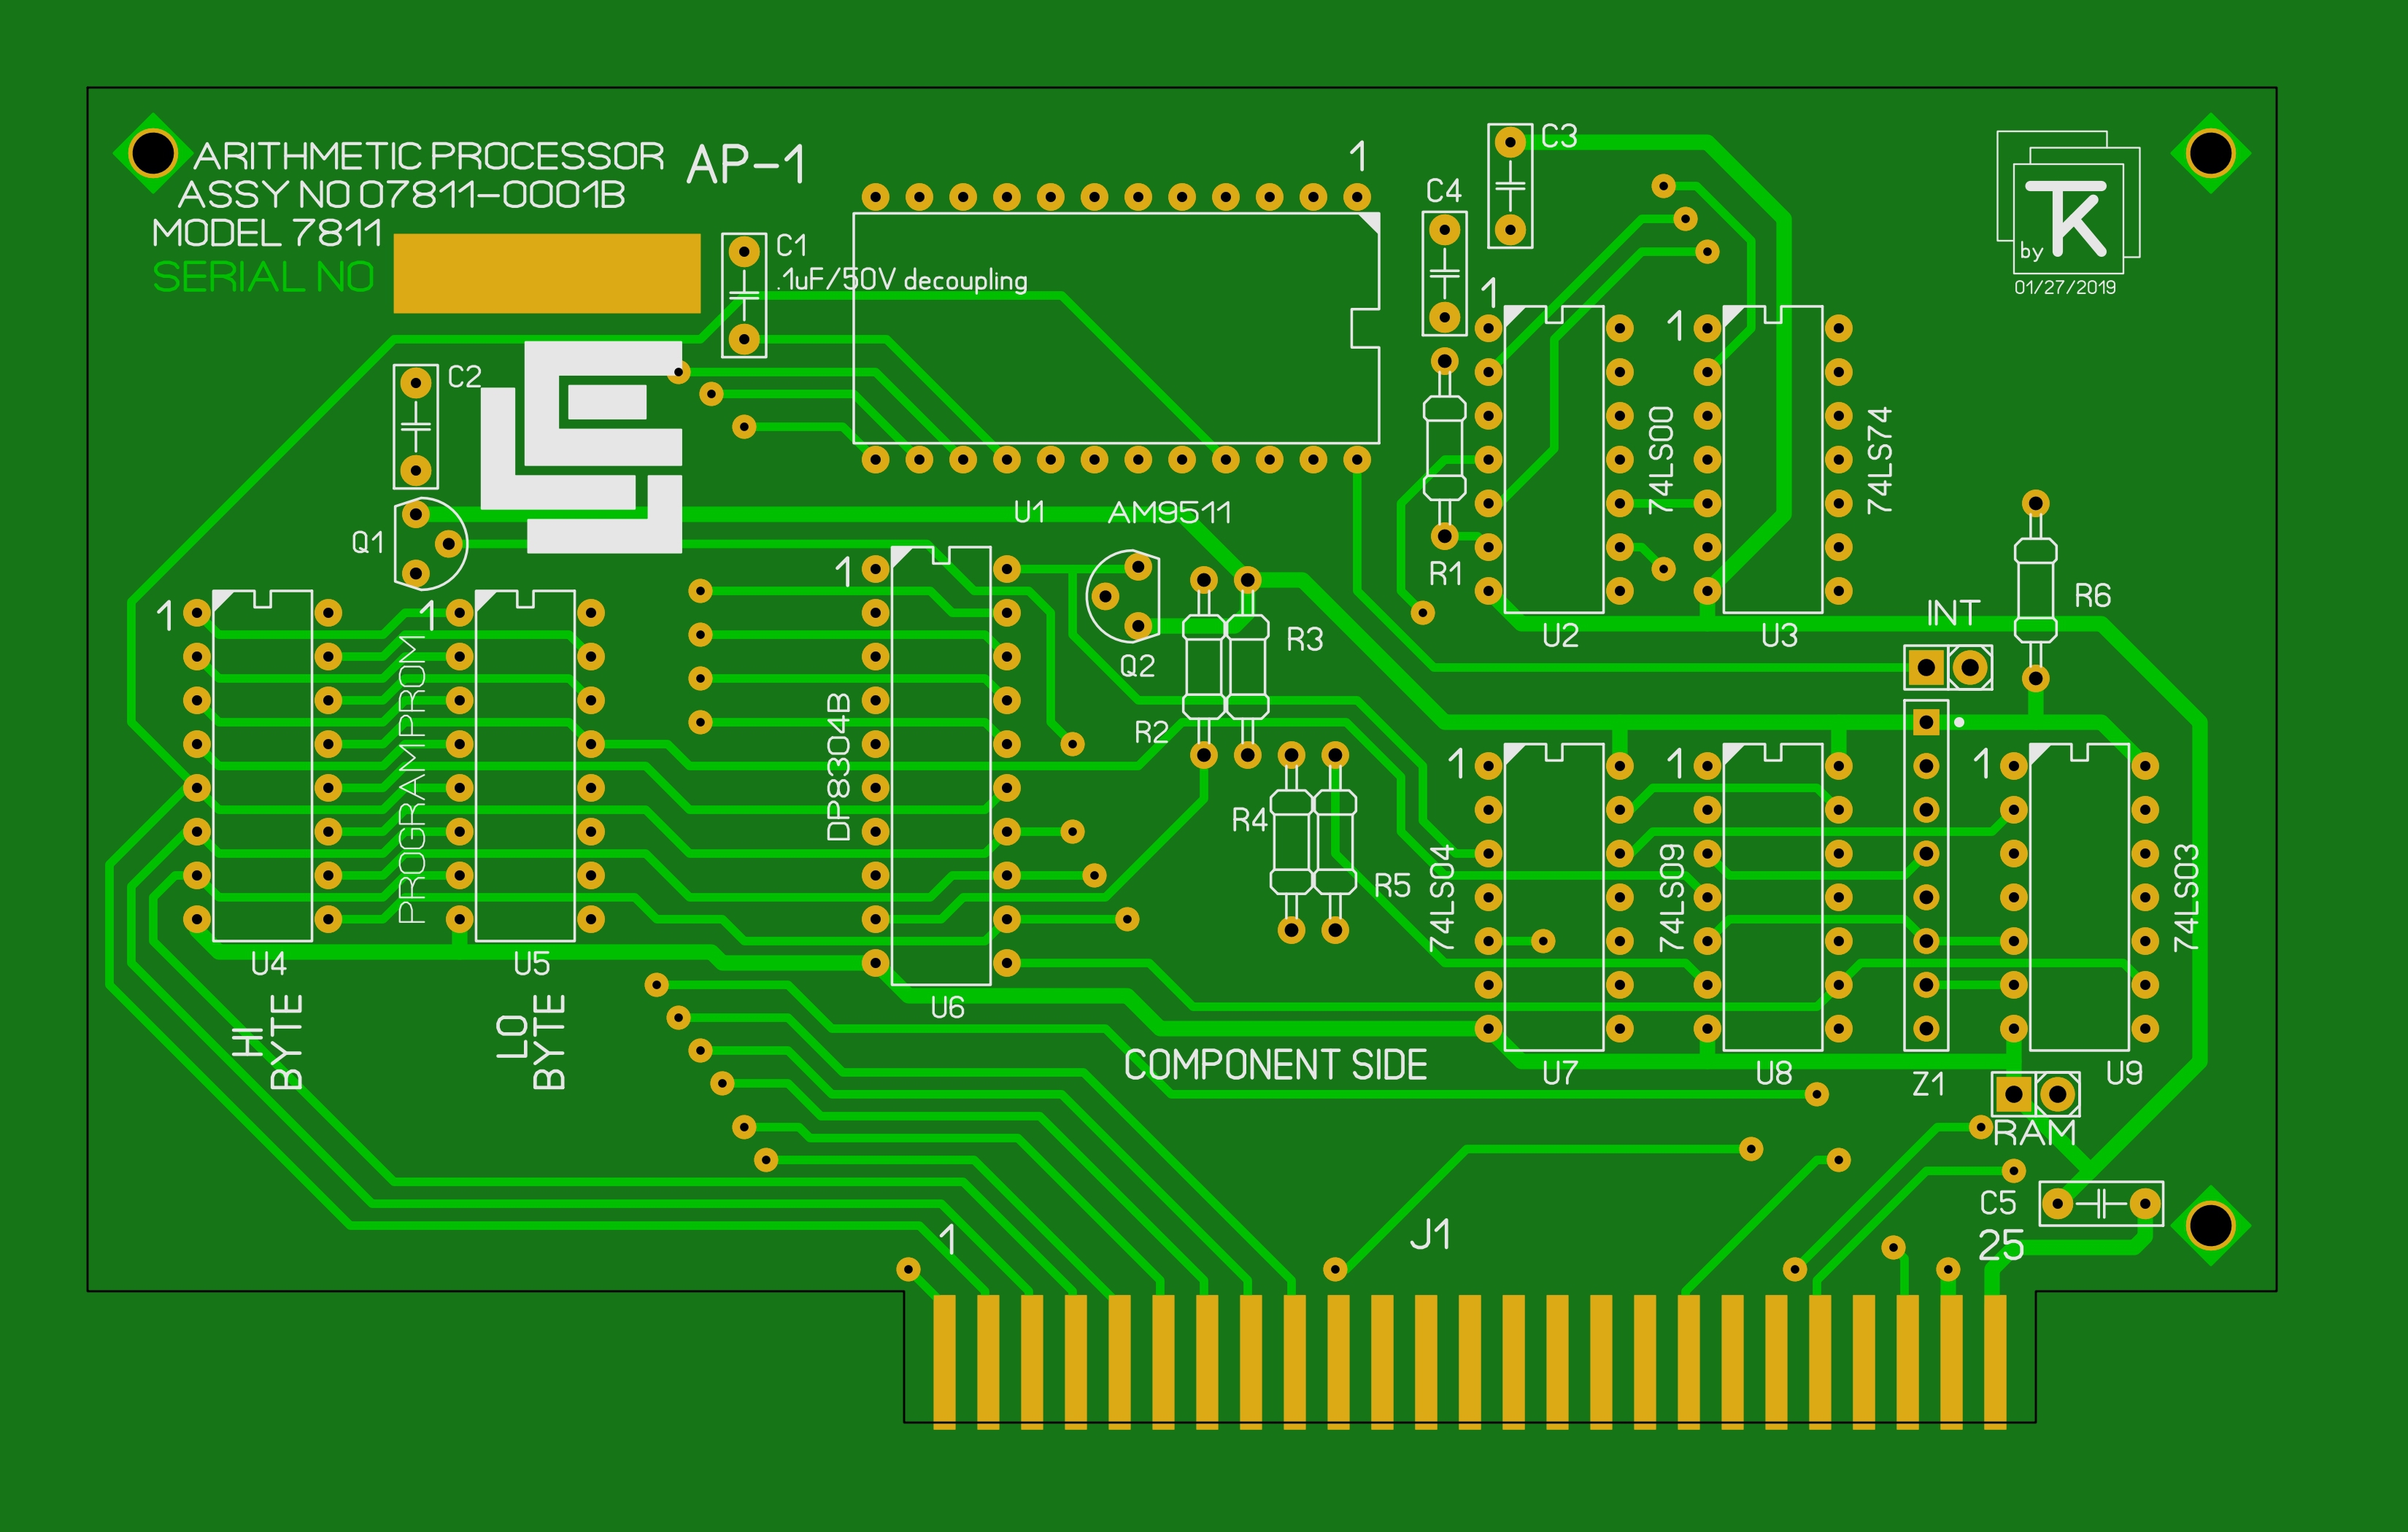 ARITHMETIC PROCESSOR
AP-1
ASSY NO 07811-0001B
MODEL 7811
SERIAL NO
C1
.1uF/50V decoupling
C2
1
C3
C4
by TK
01/27/2019
1
1
74LS00
74LS74
U1
AM9511
Q1
1
R1
1
1
PROGRAM PROM
DP8304B
Q2
R3
U2
U3
INT
R6
R2
R4
R5
1
1
1
74LS04
74LS09
74LS03
U4
U5
U6
HI
BYTE
LO
BYTE
COMPONENT SIDE
U7
U8
Z1
U9
RAM
C5
1
J1
25